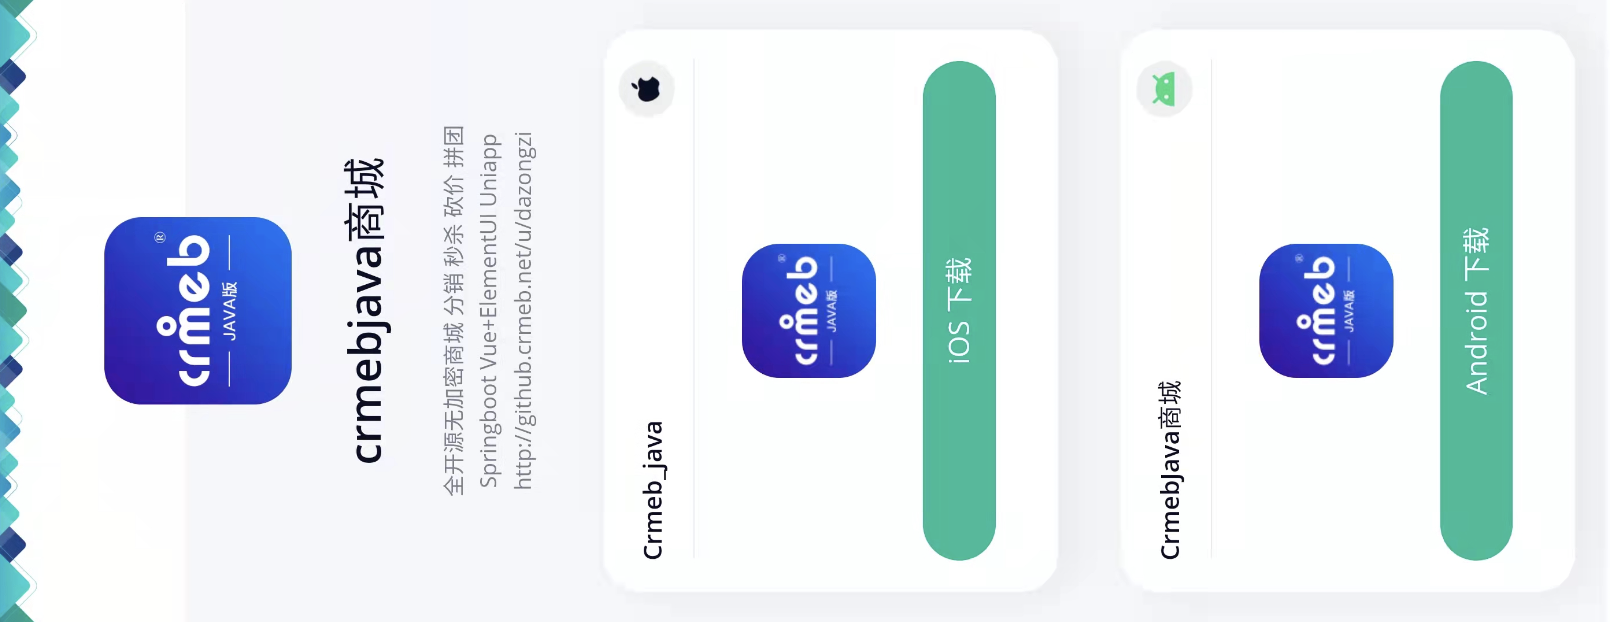 crmeb®
JAVA版
crmebjava商城
全开源无加密商城 分销 秒杀 砍价 拼团
Springboot Vue+ElementUI Uniapp
http://github.crmeb.net/u/dazongzi
Crmeb_java
crmeb®
JAVA版
iOS 下载
CrmebJava商城
crmeb®
JAVA版
Android 下载